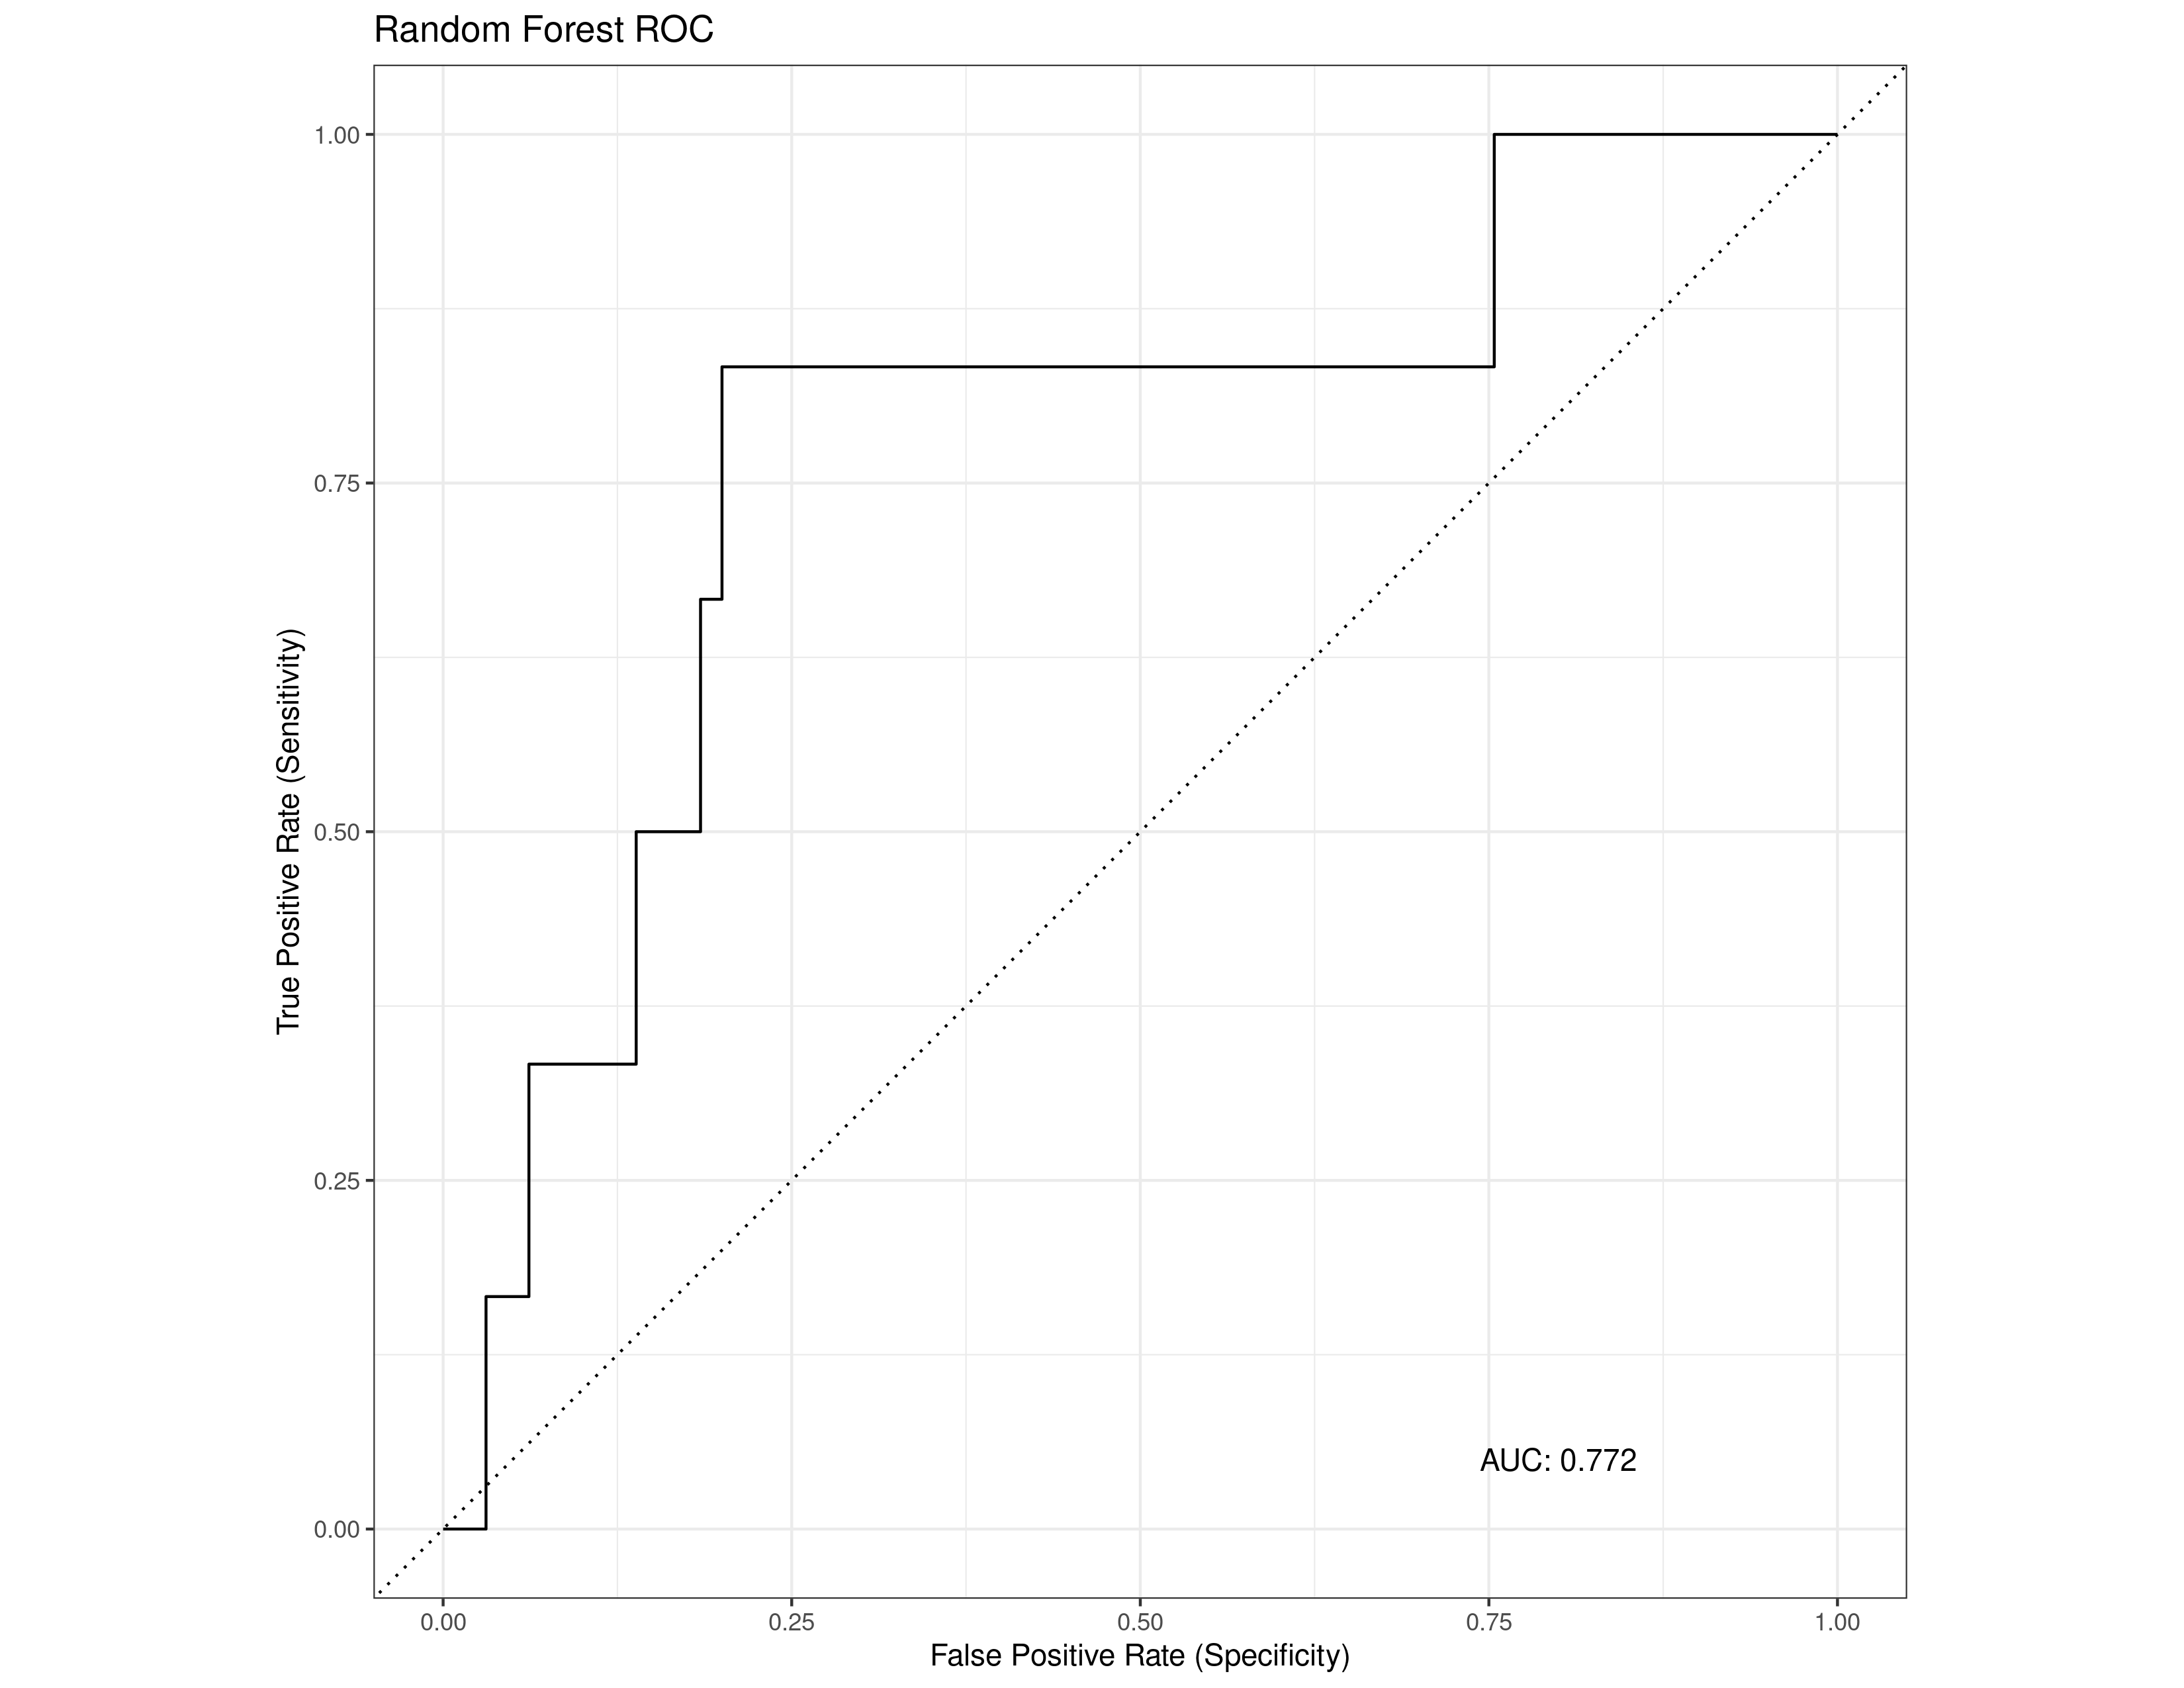 Random Forest ROC
True Positive Rate (Sensitivity)
1.00
0.75
0.50
0.25
0.00
AUC: 0.772
0.00 0.25 0.50 0.75 1.00
False Positive Rate (Specificity)